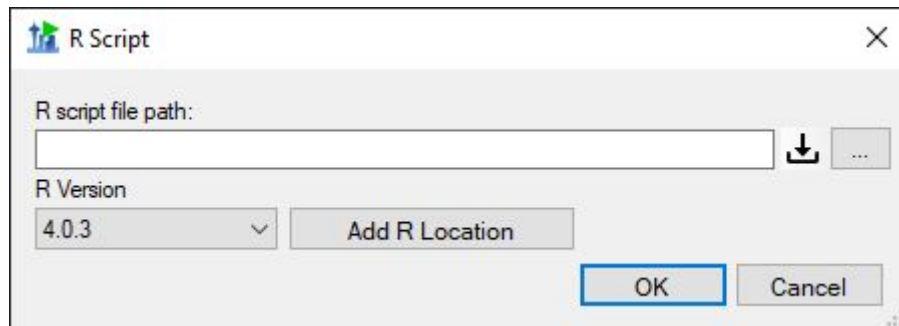 R Script
R script file path:
...
R Version
4.0.3
Add R Location
OK
Cancel